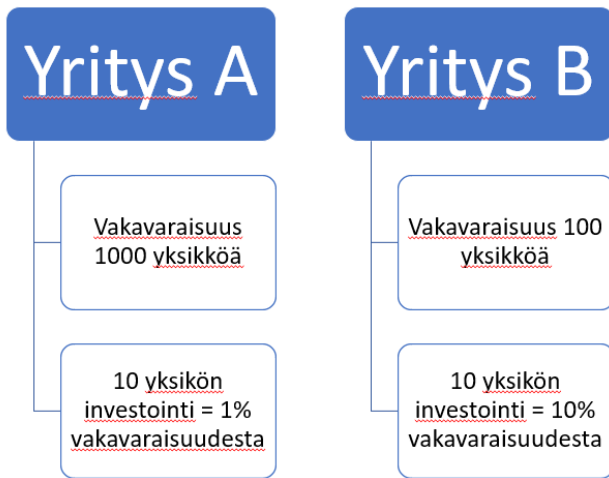 Yritys A
Vakavaraisuus
1000 yksikköä
10 yksikön
investointi = 1%
vakavaraisuudesta
Yritys B
Vakavaraisuus 100
yksikköä
10 yksikön
investointi = 10%
vakavaraisuudesta